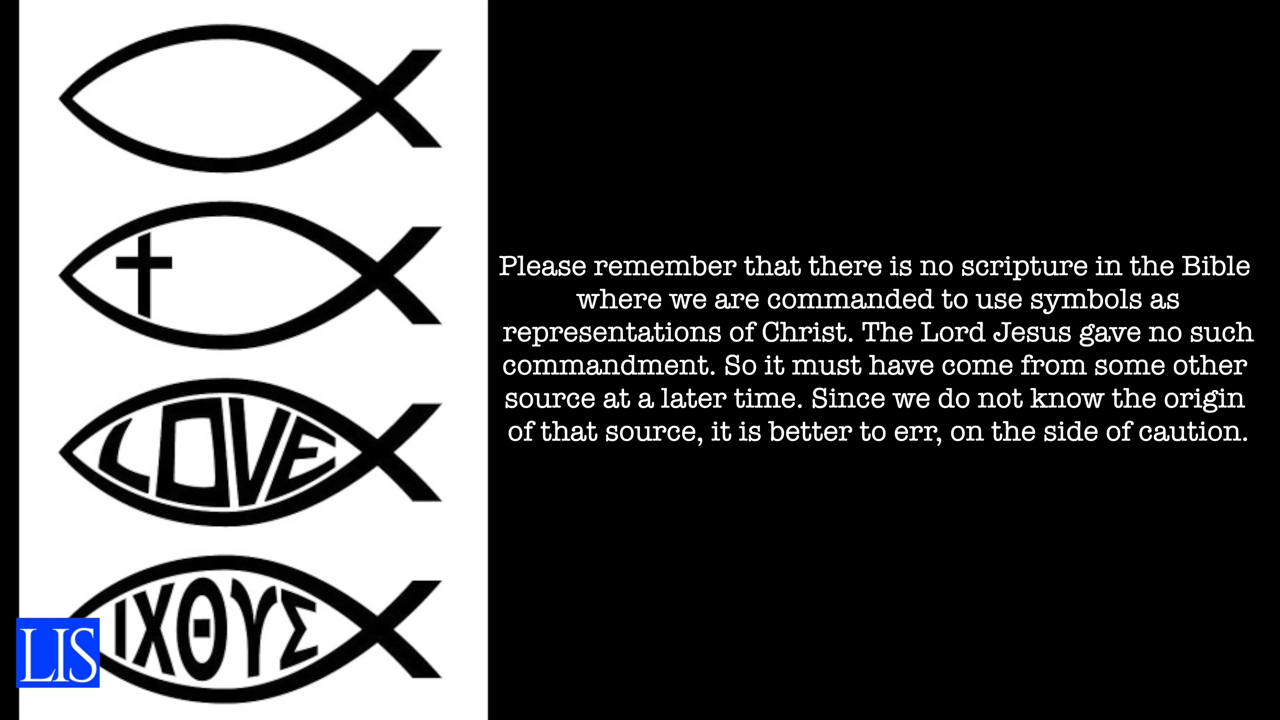 LOVE
ΙΧΘΥΣ
LIS
Please remember that there is no scripture in the Bible
where we are commanded to use symbols as
representations of Christ. The Lord Jesus gave no such
commandment. So it must have come from some other
source at a later time. Since we do not know the origin
of that source, it is better to err, on the side of caution.